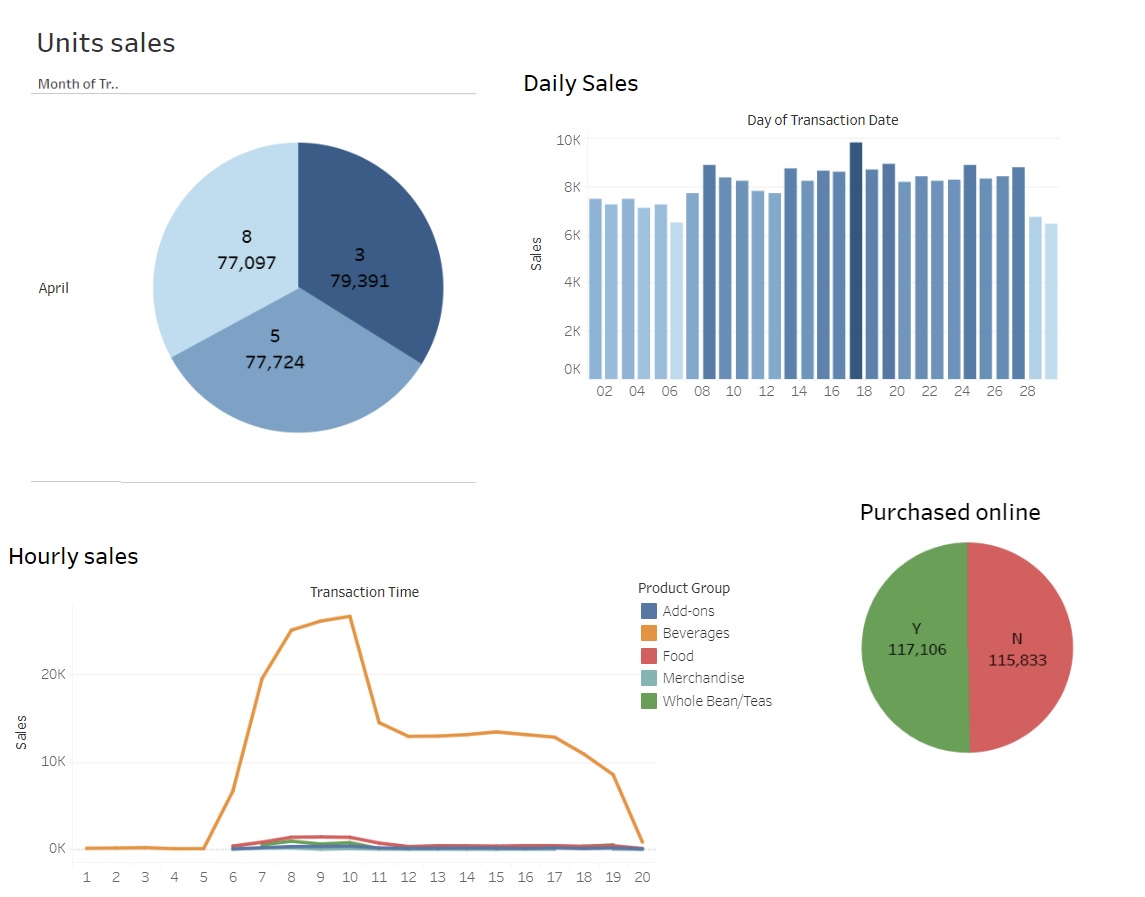 Units sales
Month of Tr..
April
8
77,097
3
79,391
5
77,724
Daily Sales
Day of Transaction Date
Sales
10K
8K
6K
4K
2K
0K
02 04 06 08 10 12 14 16 18 20 22 24 26 28
Hourly sales
Transaction Time
Sales
20K
10K
0K
1 2 3 4 5 6 7 8 9 10 11 12 13 14 15 16 17 18 19 20
Product Group
Add-ons
Beverages
Food
Merchandise
Whole Bean/Teas
Purchased online
Y
117,106
N
115,833